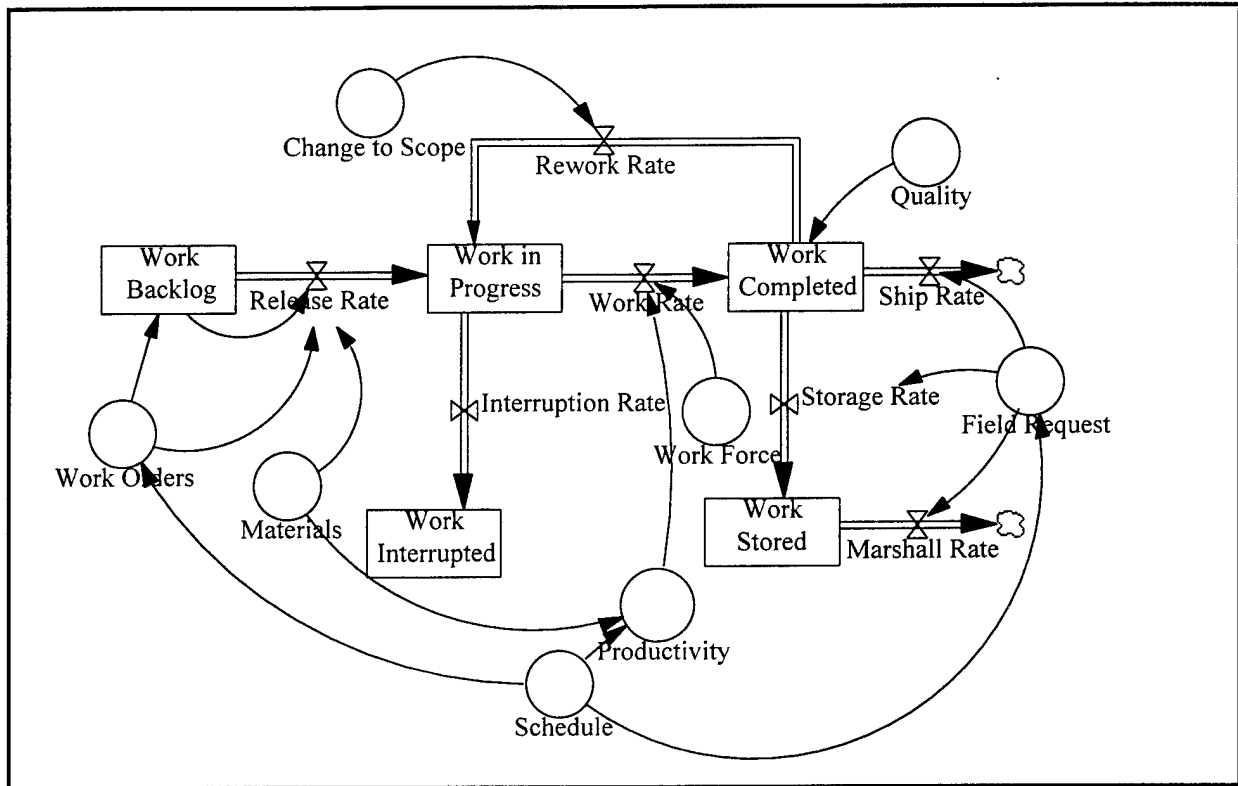 Change to Scope
Rework Rate
Quality
Work
Backlog
Release Rate
Work in
Progress
Work Rate
Work
Completed
Ship Rate
Interruption Rate
Storage Rate
Field Request
Work Force
Work Orders
Materials
Work
Interrupted
Work
Stored
Marshall Rate
Productivity
Schedule